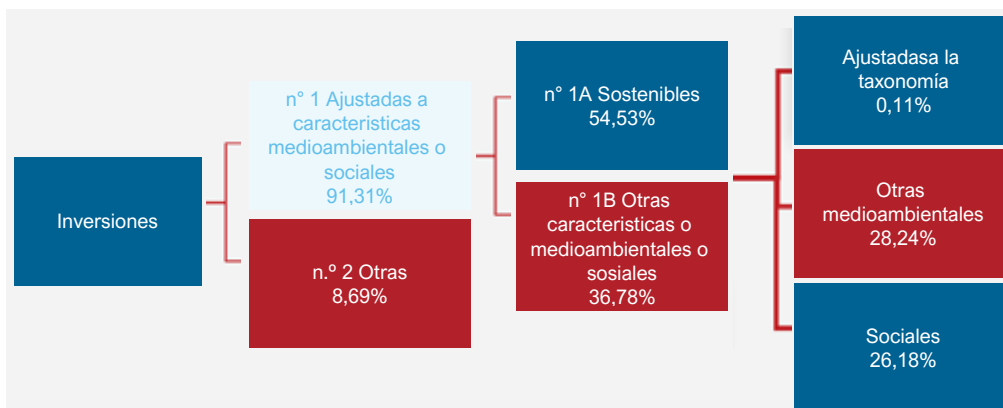 Inversiones
n° 1 Ajustadas a
caracteristicas
medioambientales o
sociales
91,31%
n.º 2 Otras
8,69%
n° 1A Sostenibles
54,53%
n° 1B Otras
caracteristicas o
medioambientales o
sosiales
36,78%
Ajustadasa la
taxonomía
0,11%
Otras
medioambientales
28,24%
Sociales
26,18%